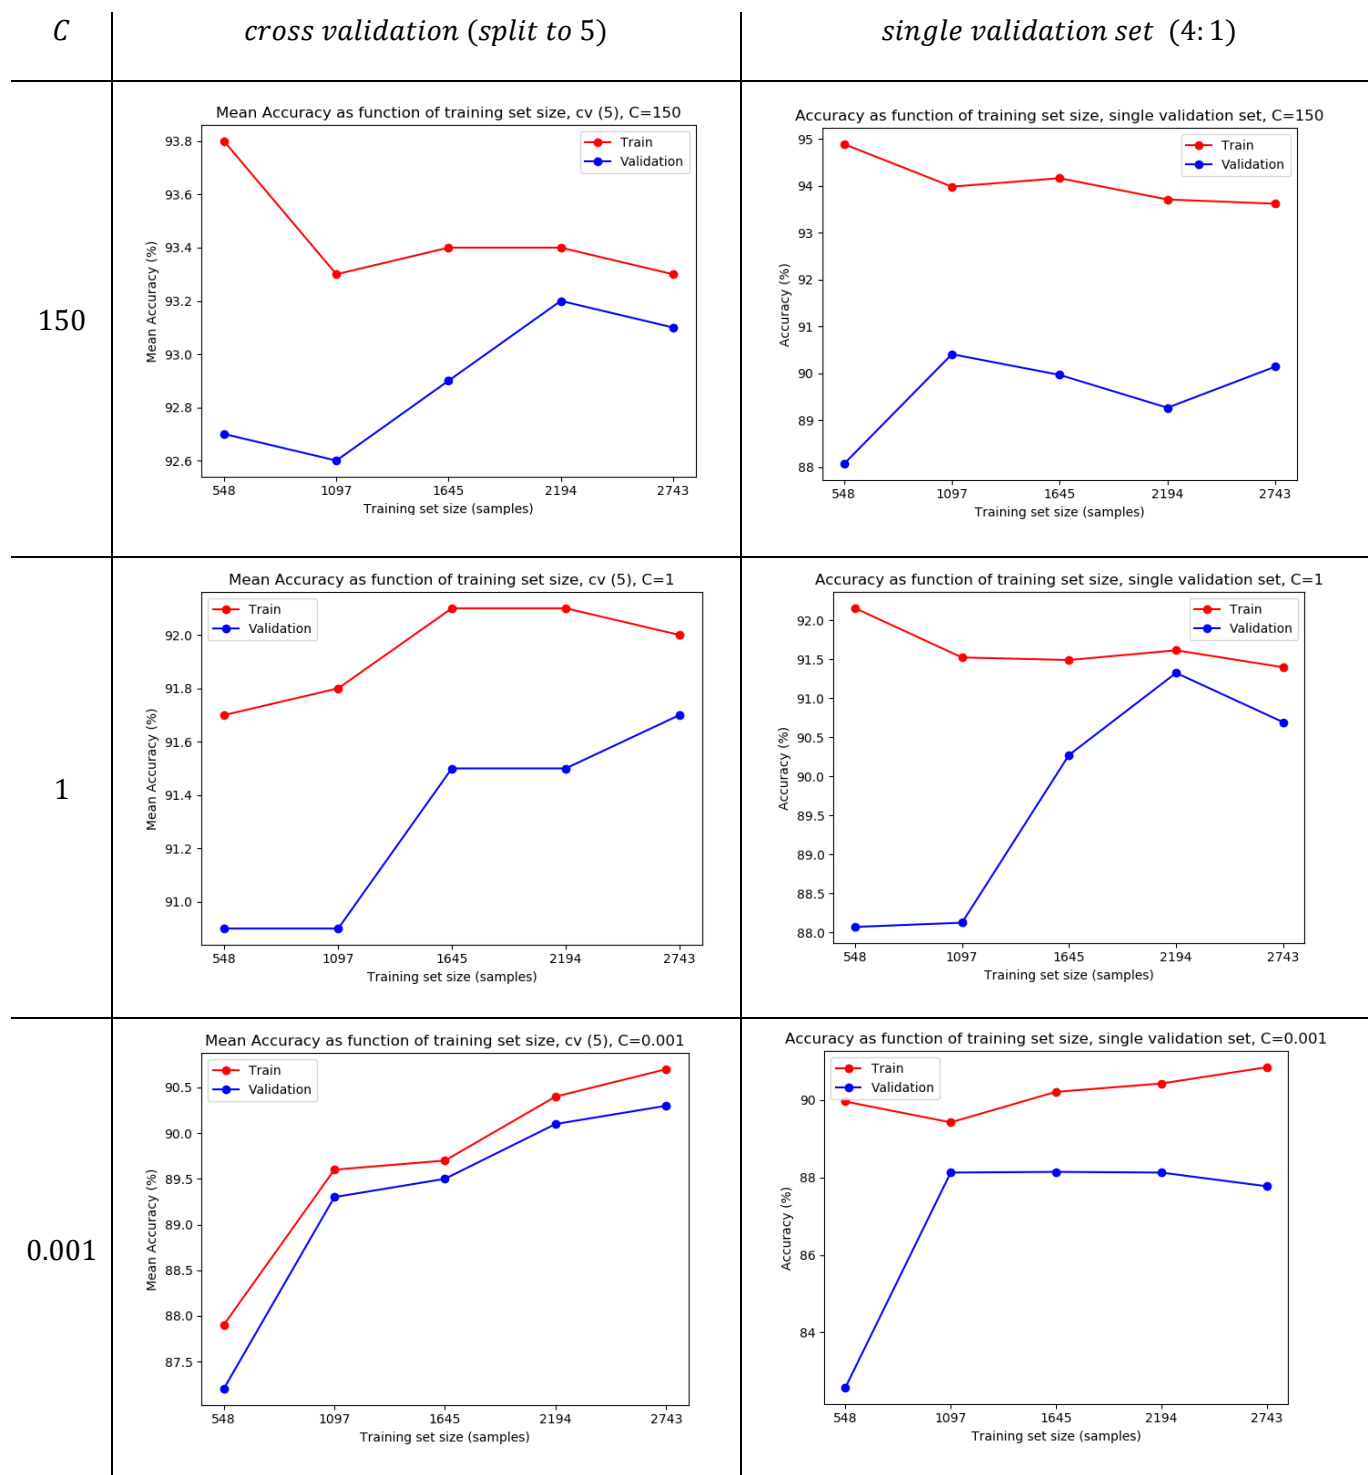 C cross validation (split to 5) single validation set (4: 1)
150
Mean Accuracy as function of training set size, cv (5), C=150
Train
Validation
Mean Accuracy (%)
93.8
93.6
93.4
93.2
93.0
92.8
92.6
548 1097 1645 2194 2743
Training set size (samples)
Accuracy as function of training set size, single validation set, C=150
Train
Validation
Accuracy (%)
95
94
93
92
91
90
89
88
548 1097 1645 2194 2743
Training set size (samples)
1
Mean Accuracy as function of training set size, cv (5), C=1
Train
Validation
Mean Accuracy (%)
92.0
91.8
91.6
91.4
91.2
91.0
548 1097 1645 2194 2743
Training set size (samples)
Accuracy as function of training set size, single validation set, C=1
Train
Validation
Accuracy (%)
92.0
91.5
91.0
90.5
90.0
89.5
89.0
88.5
88.0
548 1097 1645 2194 2743
Training set size (samples)
0.001
Mean Accuracy as function of training set size, cv (5), C=0.001
Train
Validation
Mean Accuracy (%)
90.5
90.0
89.5
89.0
88.5
88.0
87.5
548 1097 1645 2194 2743
Training set size (samples)
Accuracy as function of training set size, single validation set, C=0.001
Train
Validation
Accuracy (%)
90
88
86
84
548 1097 1645 2194 2743
Training set size (samples)